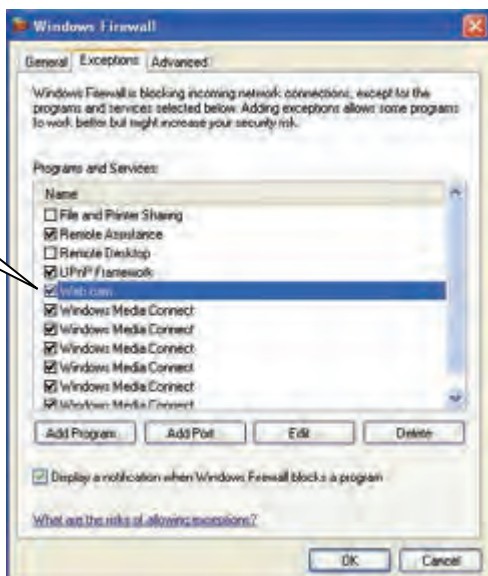 Windows Firewall
General Exceptions Advanced
Windows Firewall is blocking incoming network connections, except for the
programs and services selected below. Adding exceptions allows some programs
to work better but might increase your security risk.
Programs and Services:
Name
File and Printer Sharing
Remote Assistance
Remote Desktop
UPnP Framework
Web cam
Windows Media Connect
Windows Media Connect
Windows Media Connect
Windows Media Connect
Windows Media Connect
Windows Media Connect
Add Program Add Port Edit Delete
Display a notification when Windows Firewall blocks a program
What are the risks of allowing exceptions?
OK Cancel